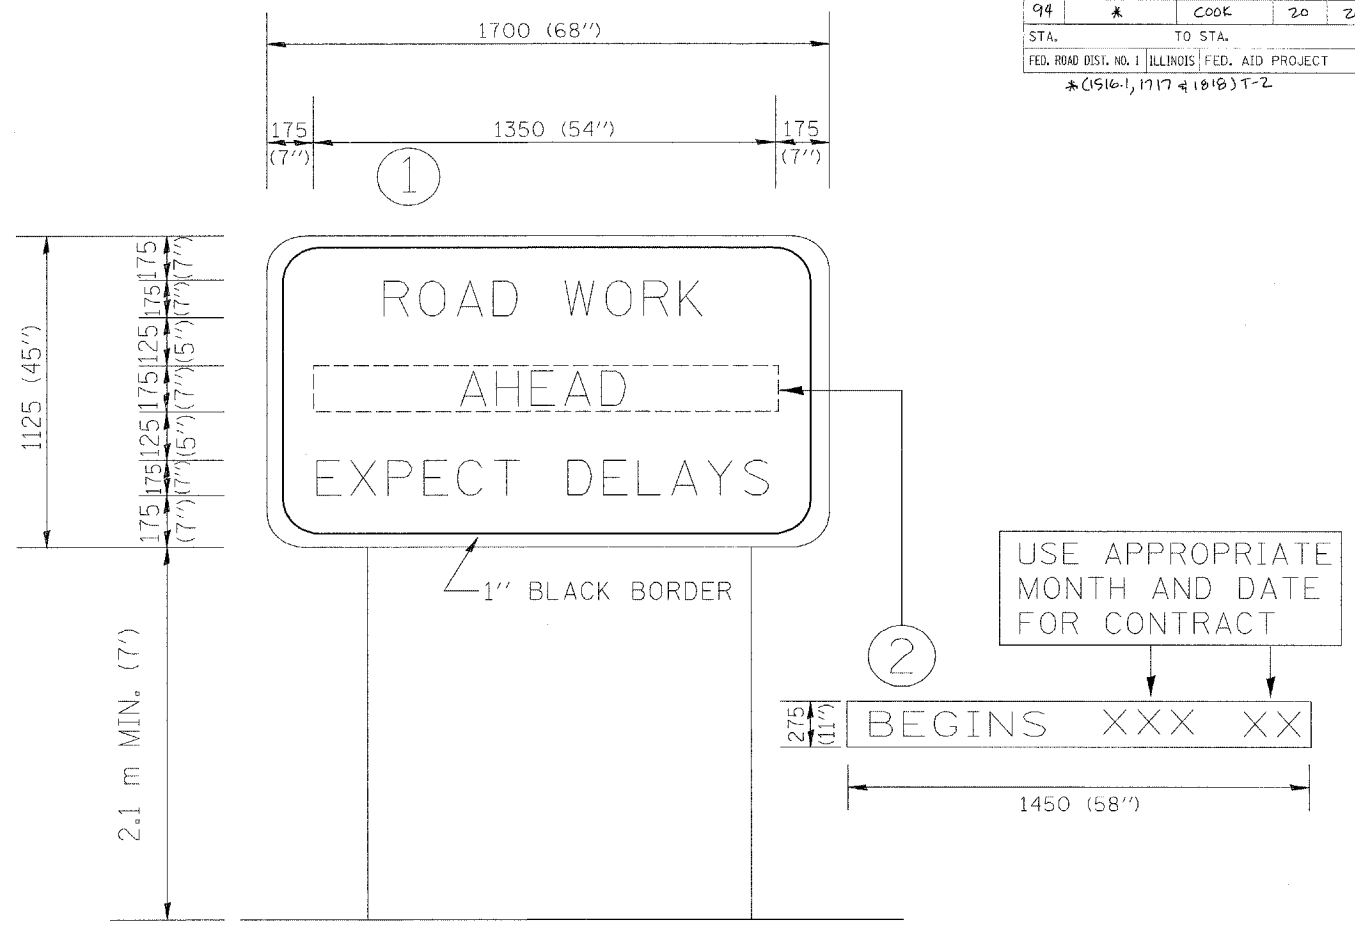 94 * COOK 20
STA. TO STA.
FED. ROAD DIST. NO. 1 ILLINOIS FED. AID PROJECT
*(1516.1, 1717 & 1818) T-2
1700 (68'')
175 (7'')
1350 (54'')
175 (7'')
1
1125 (45'')
175 (7'')
175 (7'')
125 (5'')
175 (7'')
125 (5'')
175 (7'')
175 (7'')
ROAD WORK
AHEAD
EXPECT DELAYS
1'' BLACK BORDER
2.1 m MIN. (7')
2
USE APPROPRIATE
MONTH AND DATE
FOR CONTRACT
275 (11'')
BEGINS XXX XX
1450 (58'')